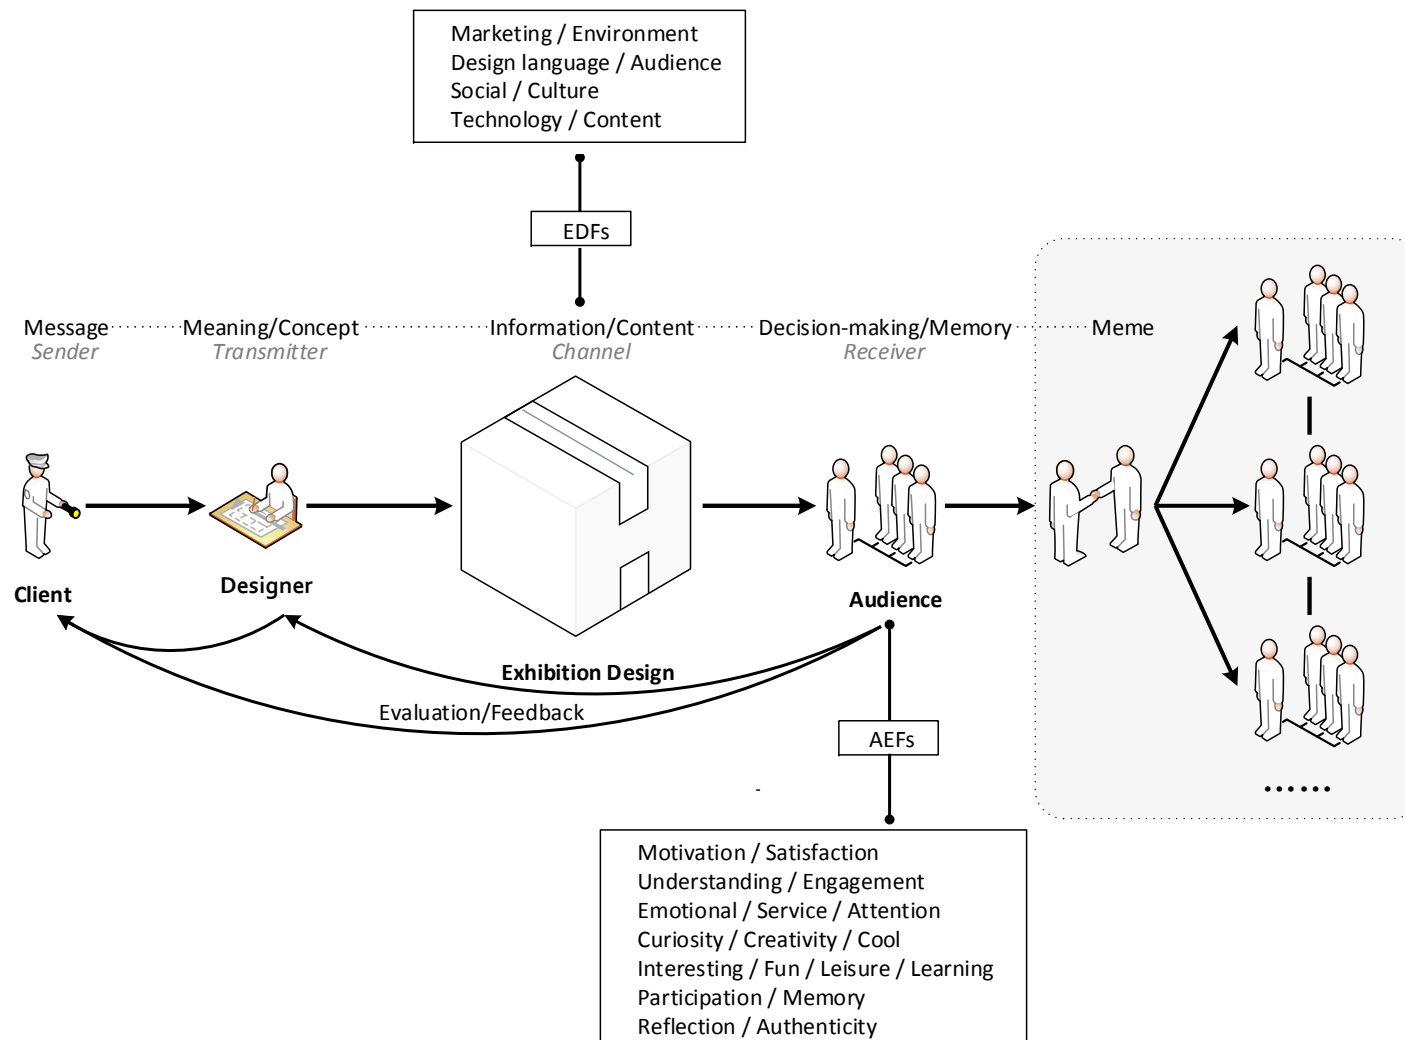 Marketing / Environment
Design language / Audience
Social / Culture
Technology / Content
EDFs
Message Meaning/Concept Information/Content Decision-making/Memory Meme
Sender Transmitter Channel Receiver
Client Designer Audience
Exhibition Design
Evaluation/Feedback
AEFs
-
......
Motivation / Satisfaction
Understanding / Engagement
Emotional / Service / Attention
Curiosity / Creativity / Cool
Interesting / Fun / Leisure / Learning
Participation / Memory
Reflection / Authenticity